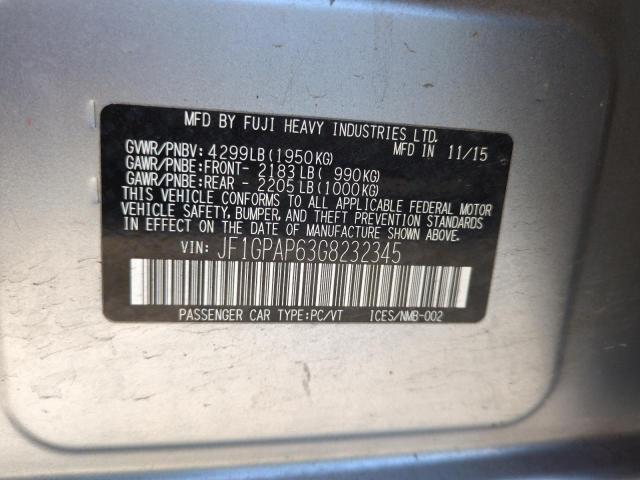 MFD BY FUJI HEAVY INDUSTRIES LTD.
GVWR/PNBV: 4299LB(1950KG) MFD IN 11/15
GAWR/PNBE:FRONT- 2183LB( 990KG)
GAWR/PNBE:REAR - 2205LB(1000KG)
THIS VEHICLE CONFORMS TO ALL APPLICABLE FEDERAL MOTOR
VEHICLE SAFETY, BUMPER, AND THEFT PREVENTION STANDARDS
IN EFFECT ON THE DATE OF MANUFACTURE SHOWN ABOVE.
VIN: JF1GPAP63G8232345
PASSENGER CAR TYPE:PC/VT ICES/NMB-002